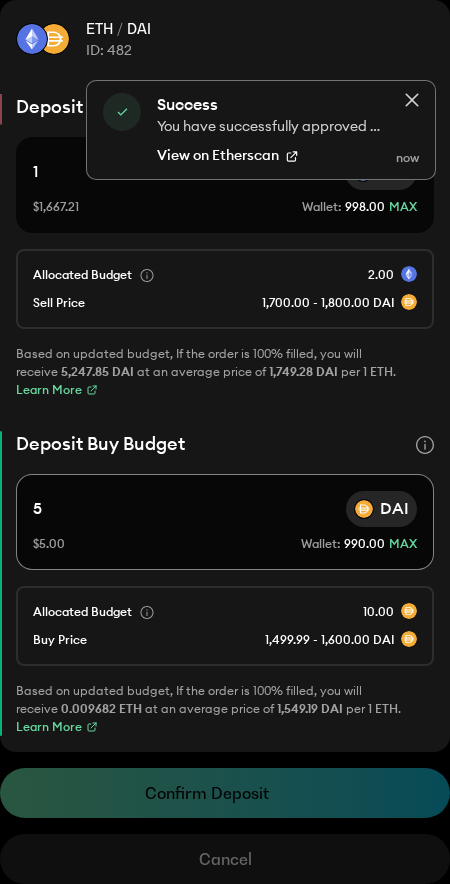 ETH / DAI
ID: 482
Deposit
Success
You have successfully approved ...
View on Etherscan
now
1
$1,667.21
Wallet: 998.00 MAX
Allocated Budget
2.00
Sell Price
1,700.00 - 1,800.00 DAI
Based on updated budget, If the order is 100% filled, you will
receive 5,247.85 DAI at an average price of 1,749.28 DAI per 1 ETH.
Learn More
Deposit Buy Budget
5
DAI
$5.00
Wallet: 990.00 MAX
Allocated Budget
10.00
Buy Price
1,499.99 - 1,600.00 DAI
Based on updated budget, If the order is 100% filled, you will
receive 0.009682 ETH at an average price of 1,549.19 DAI per 1 ETH.
Learn More
Confirm Deposit
Cancel